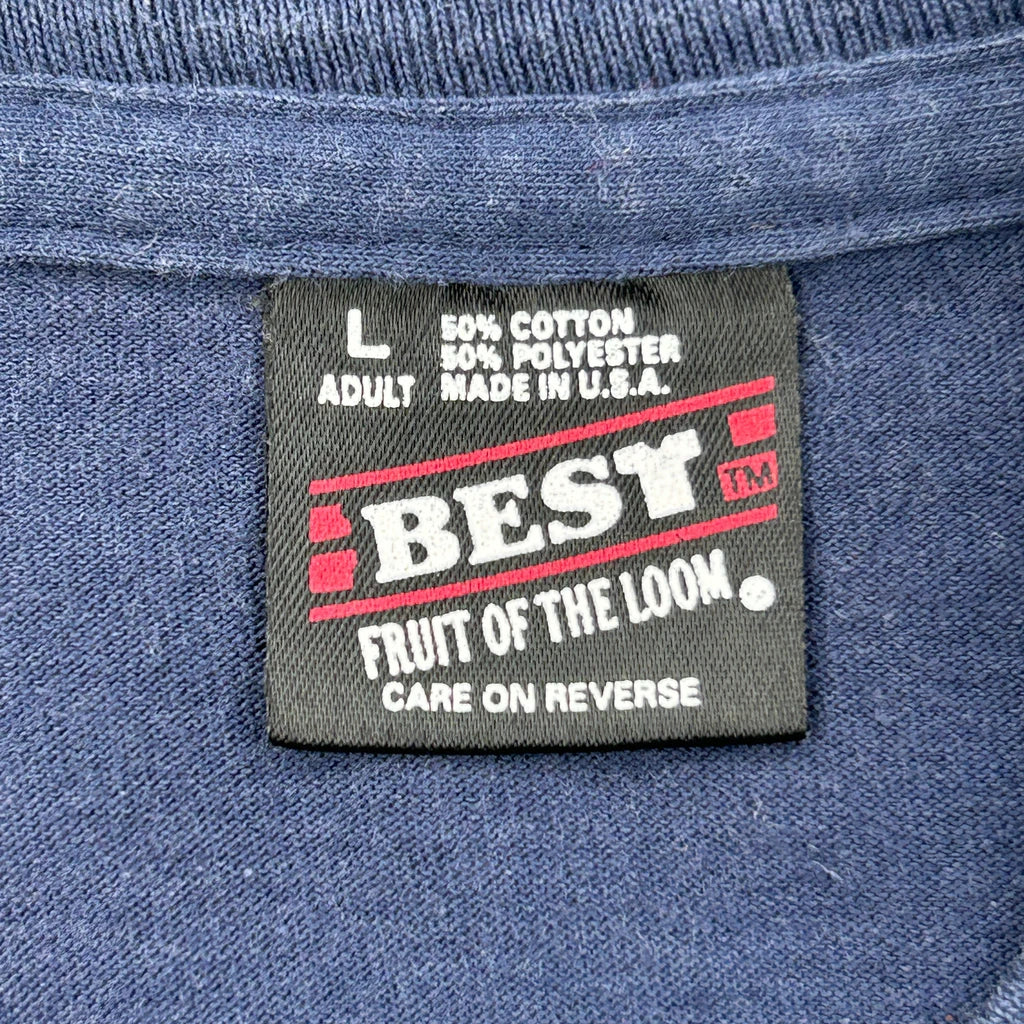 L
ADULT
50% COTTON
50% POLYESTER
MADE IN U.S.A.
BEST TM
FRUIT OF THE LOOM
CARE ON REVERSE